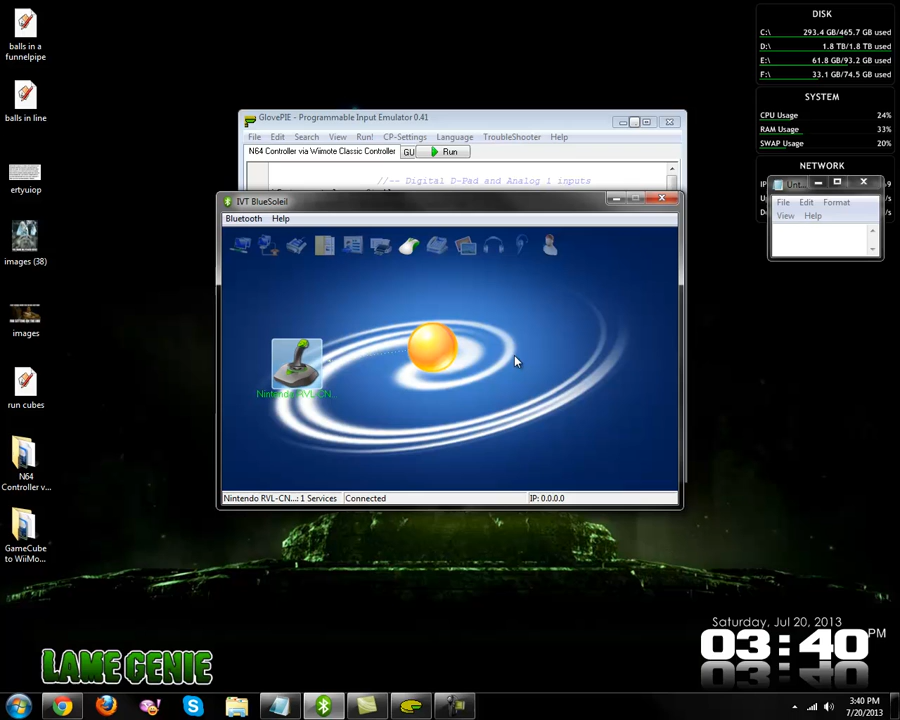 balls in a
funnelpipe
balls in line
ertyuiop
images (38)
images
run cubes
N64
Controller v...
GameCube
to WiiMo...
GlovePIE - Programmable Input Emulator 0.41
File Edit Search View Run! CP-Settings Language TroubleShooter Help
N64 Controller via Wiimote Classic Controller GU Run
//-- Digital D-Pad and Analog 1 inputs
IVT BlueSoleil
Bluetooth Help
Nintendo RVL-CN...
Nintendo RVL-CN...: 1 Services Connected IP: 0.0.0.0
DISK
C:\ 293.4 GB/465.7 GB used
D:\ 1.8 TB/1.8 TB used
E:\ 61.8 GB/93.2 GB used
F:\ 33.1 GB/74.5 GB used
SYSTEM
CPU Usage 24%
RAM Usage 33%
SWAP Usage 20%
NETWORK
Unt...
File Edit Format
View Help
Saturday, Jul 20, 2013
03:40 PM
LAME GENIE
3:40 PM
7/20/2013